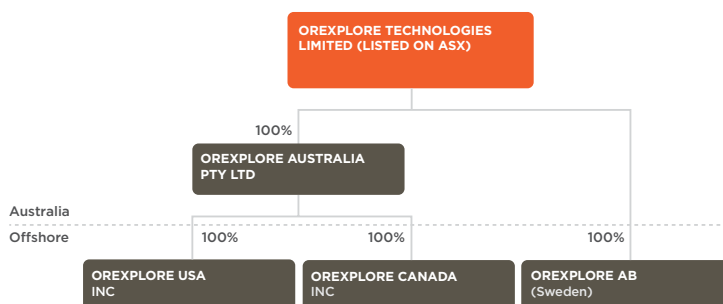 OREXPLORE TECHNOLOGIES
LIMITED (LISTED ON ASX)
100%
OREXPLORE AUSTRALIA
PTY LTD
Australia
Offshore
100%
100%
100%
OREXPLORE USA
INC
OREXPLORE CANADA
INC
OREXPLORE AB
(Sweden)